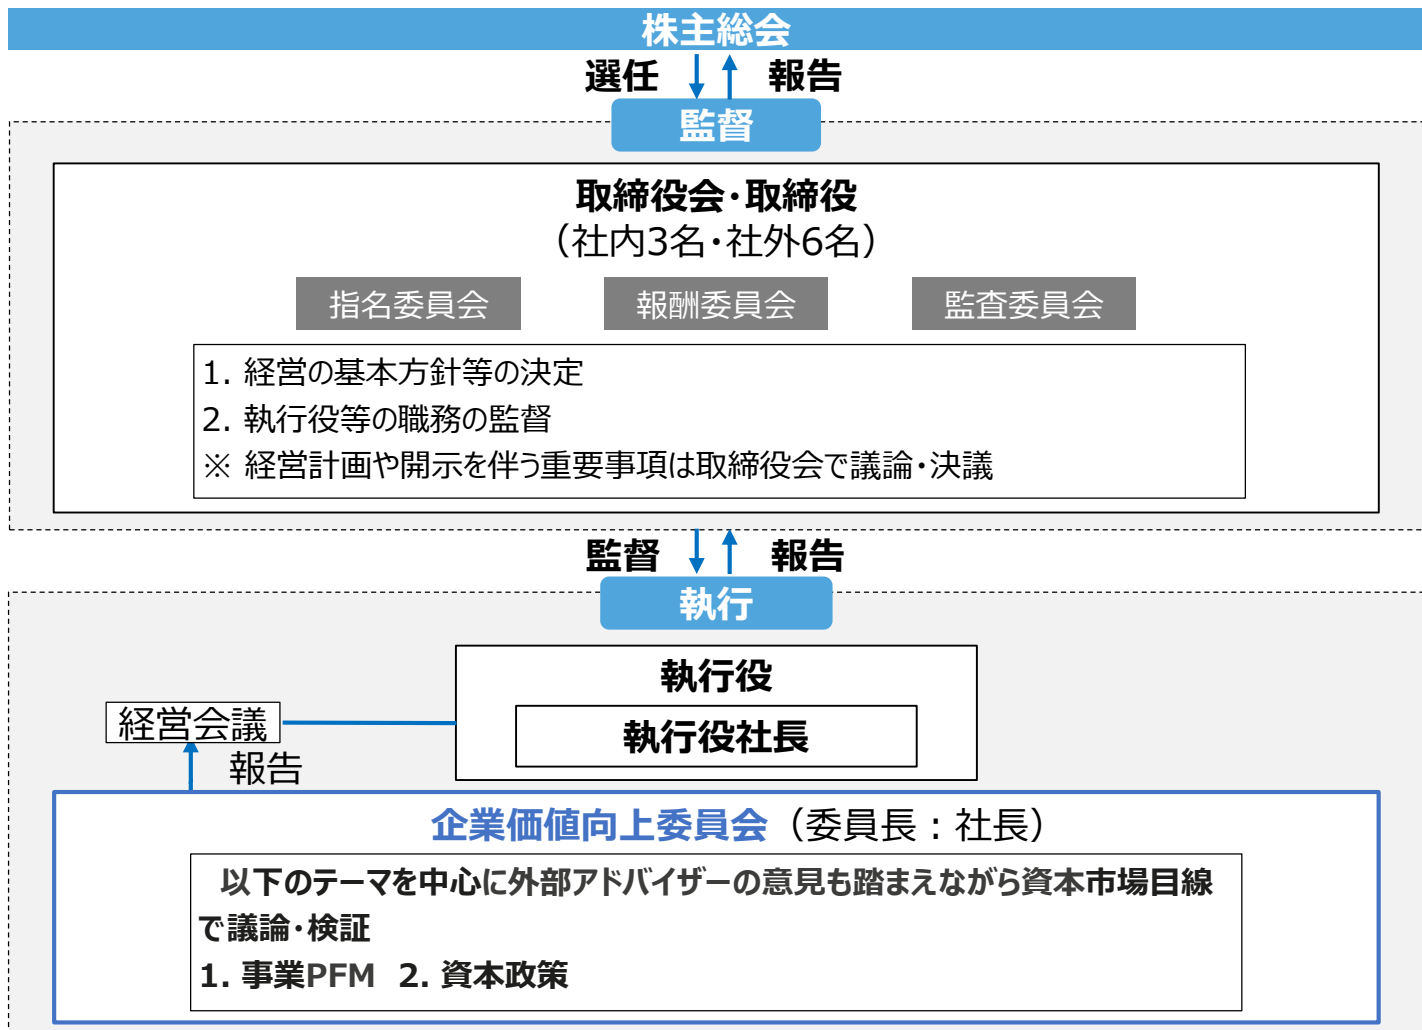 株主総会
選任 報告
監督
取締役会・取締役
（社内3名・社外6名）
指名委員会 報酬委員会 監査委員会
1. 経営の基本方針等の決定
2. 執行役等の職務の監督
※ 経営計画や開示を伴う重要事項は取締役会で議論・決議
監督 報告
執行
執行役
執行役社長
経営会議
報告
企業価値向上委員会（委員長：社長）
以下のテーマを中心に外部アドバイザーの意見も踏まえながら資本市場目線
で議論・検証
1. 事業PFM 2. 資本政策